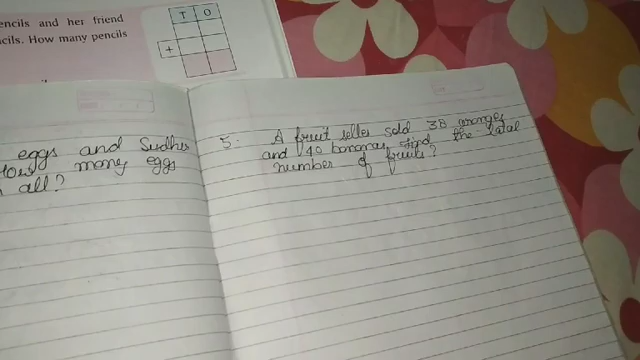 encils and her friend
cils. How many pencils
T O
+
eggs and Sudha
How many eggs
all?
5. A fruit seller sold 38 oranges
and 40 bananas, find the total
number of fruits?